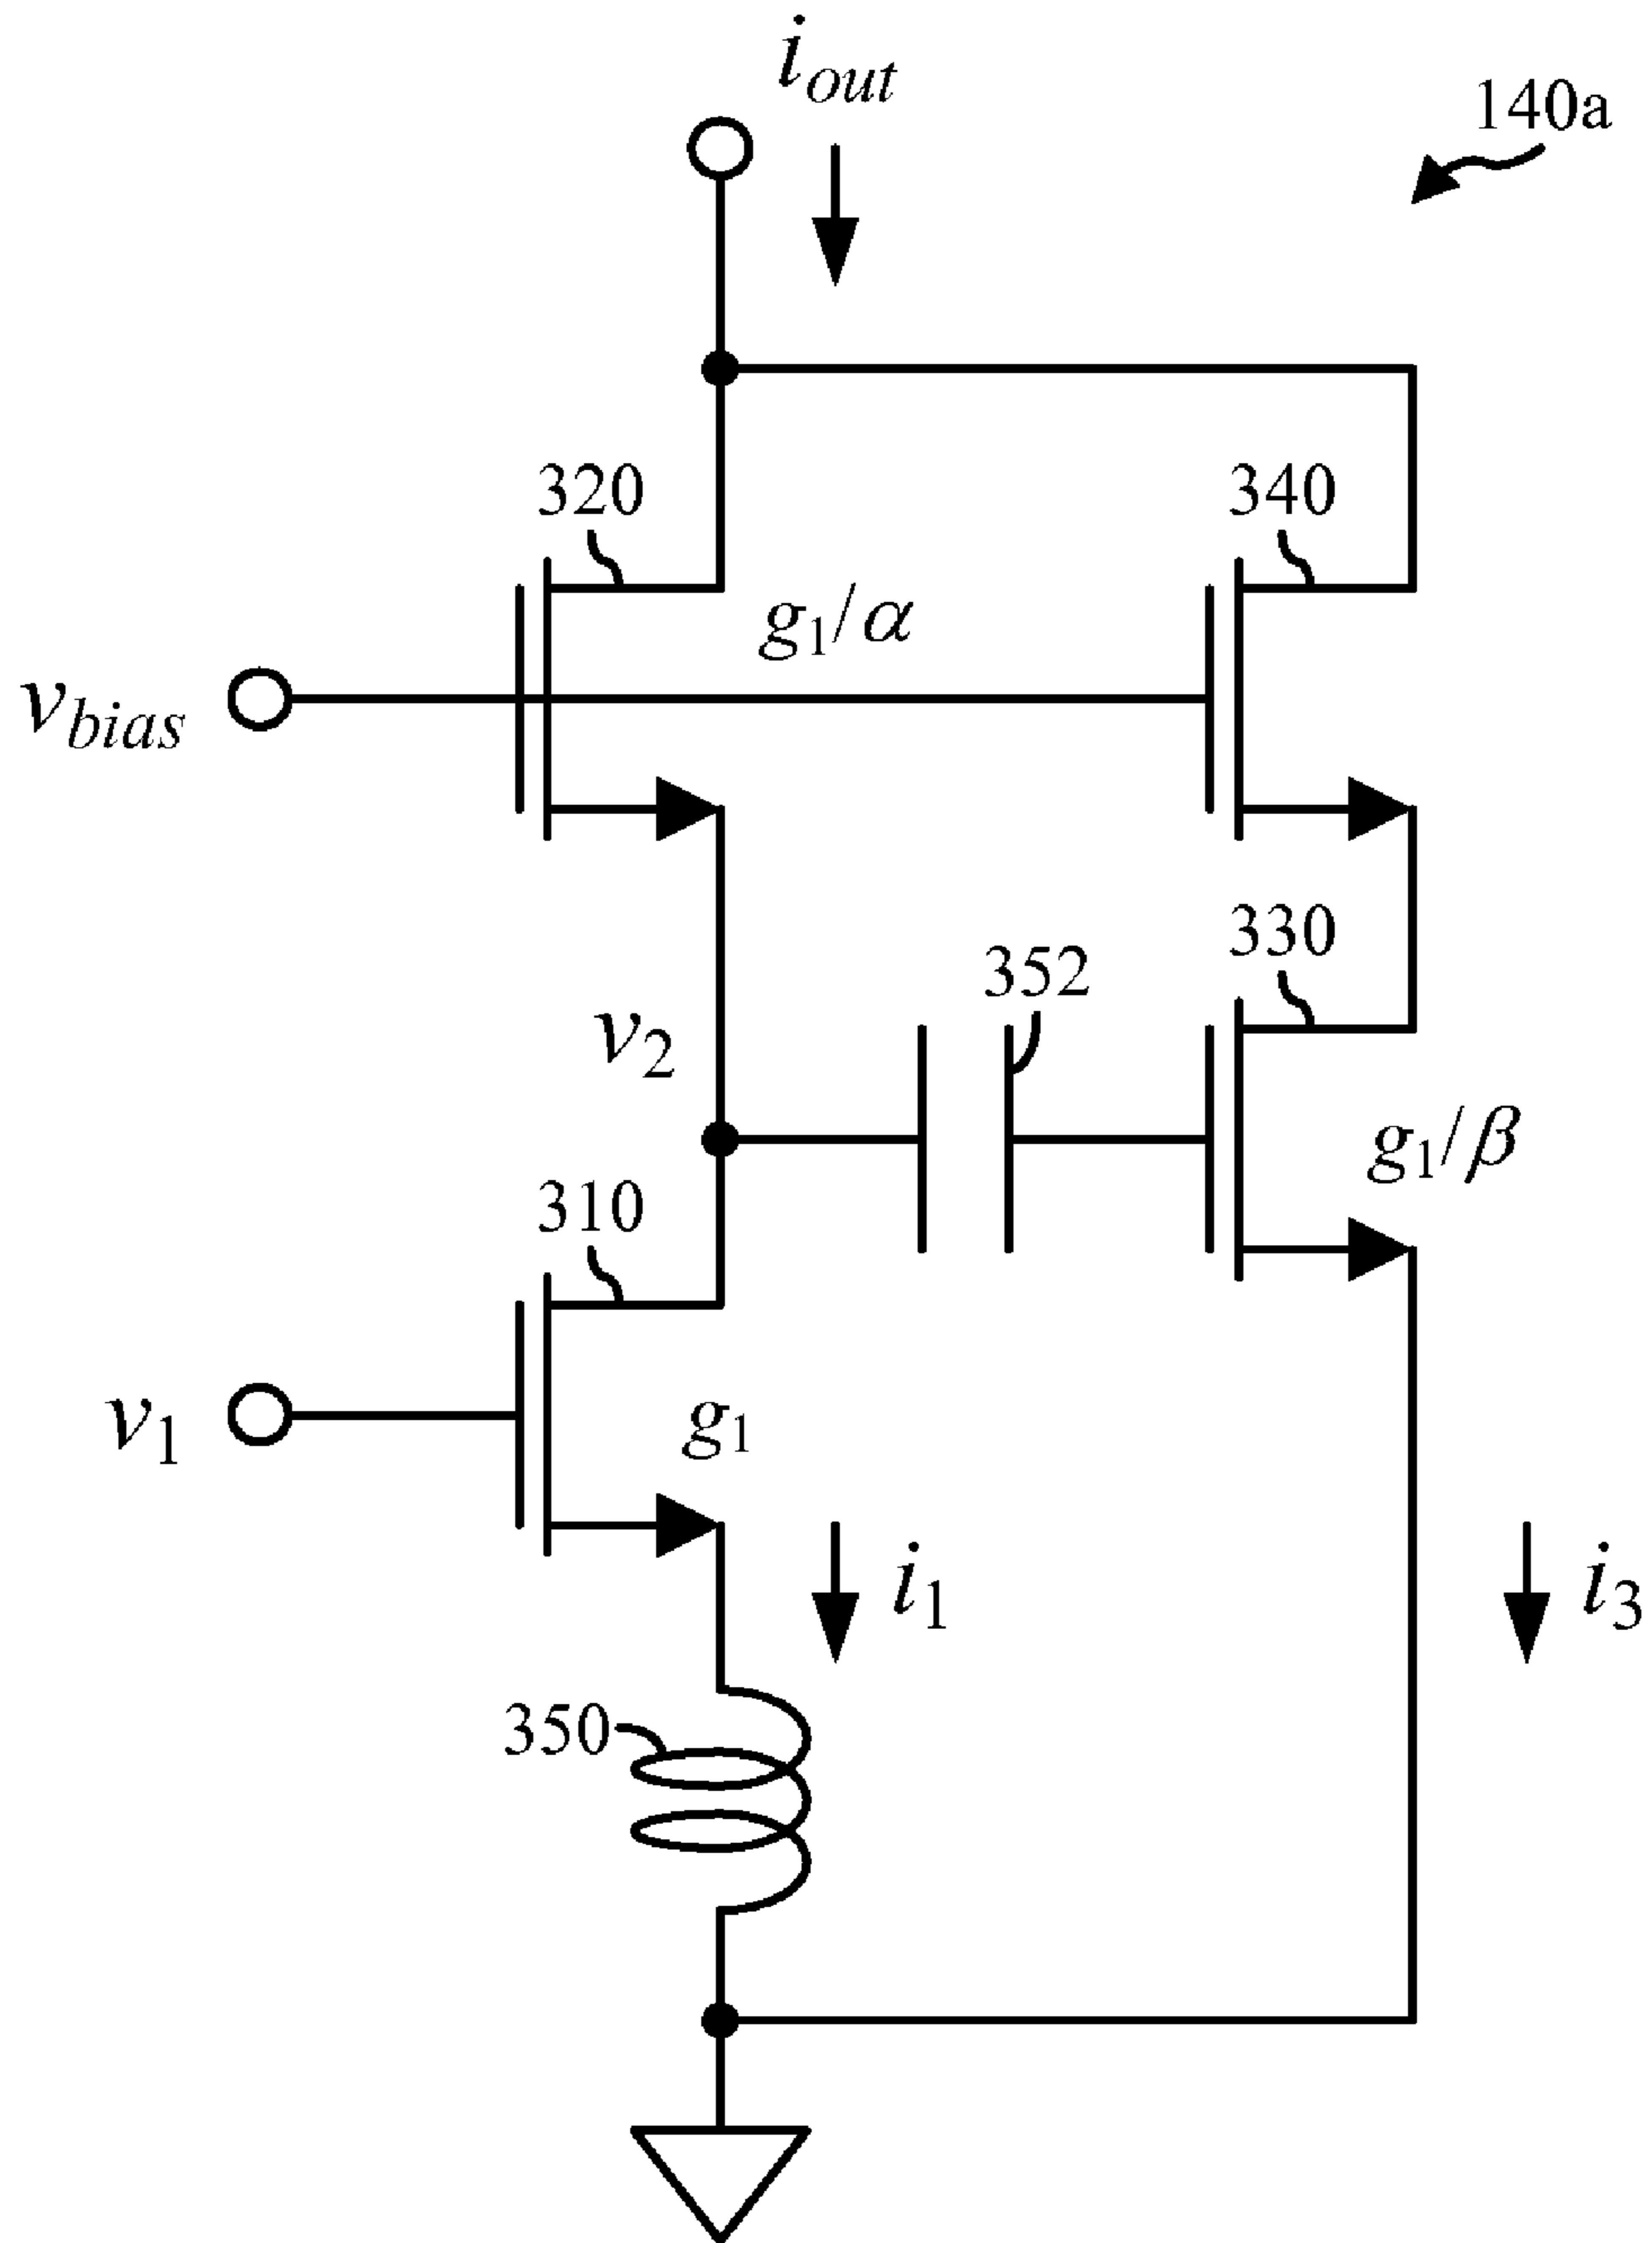 i_out
140a
320
340
g₁/α
v_bias
330
352
v₂
g₁/β
310
v₁
g₁
i₁
i₃
350